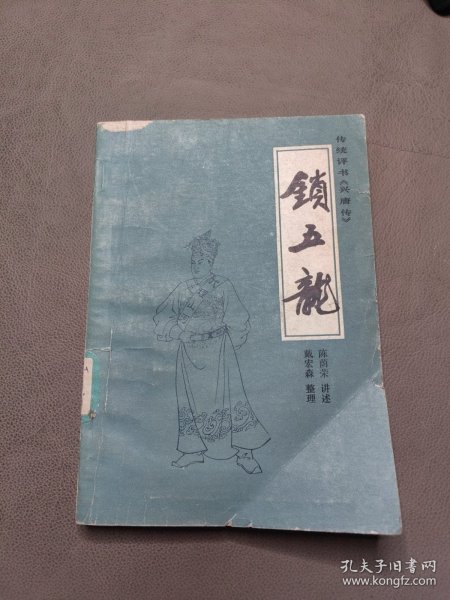 传统评书《兴唐传》
鎖五龍
陈荫荣 讲述
戴宏森 整理
孔夫子旧书网
www.kongfz.com